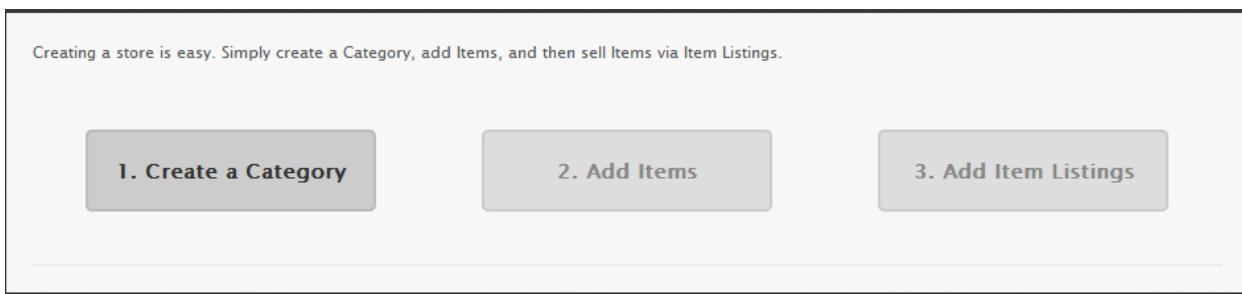 Creating a store is easy. Simply create a Category, add Items, and then sell Items via Item Listings.
1. Create a Category
2. Add Items
3. Add Item Listings